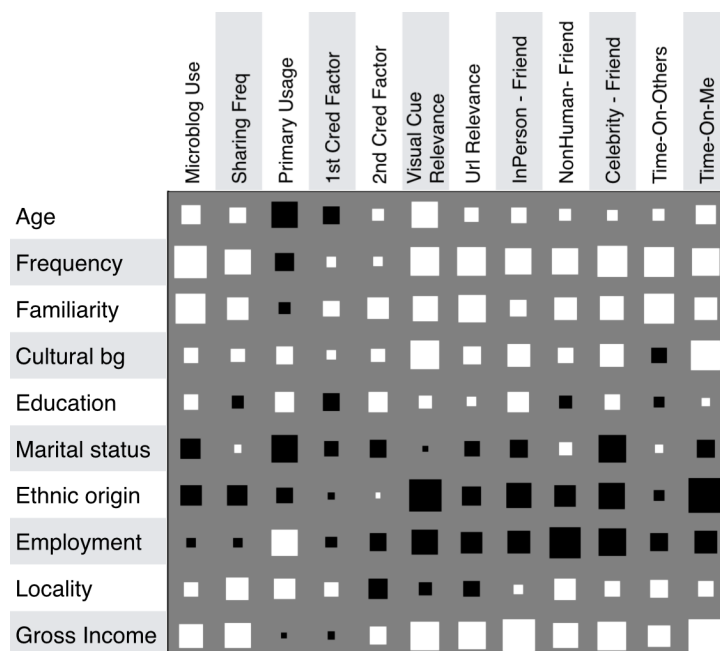 Microblog Use
Sharing Freq
Primary Usage
1st Cred Factor
2nd Cred Factor
Visual Cue
Relevance
Url Relevance
InPerson - Friend
NonHuman- Friend
Celebrity - Friend
Time-On-Others
Time-On-Me
Age
Frequency
Familiarity
Cultural bg
Education
Marital status
Ethnic origin
Employment
Locality
Gross Income